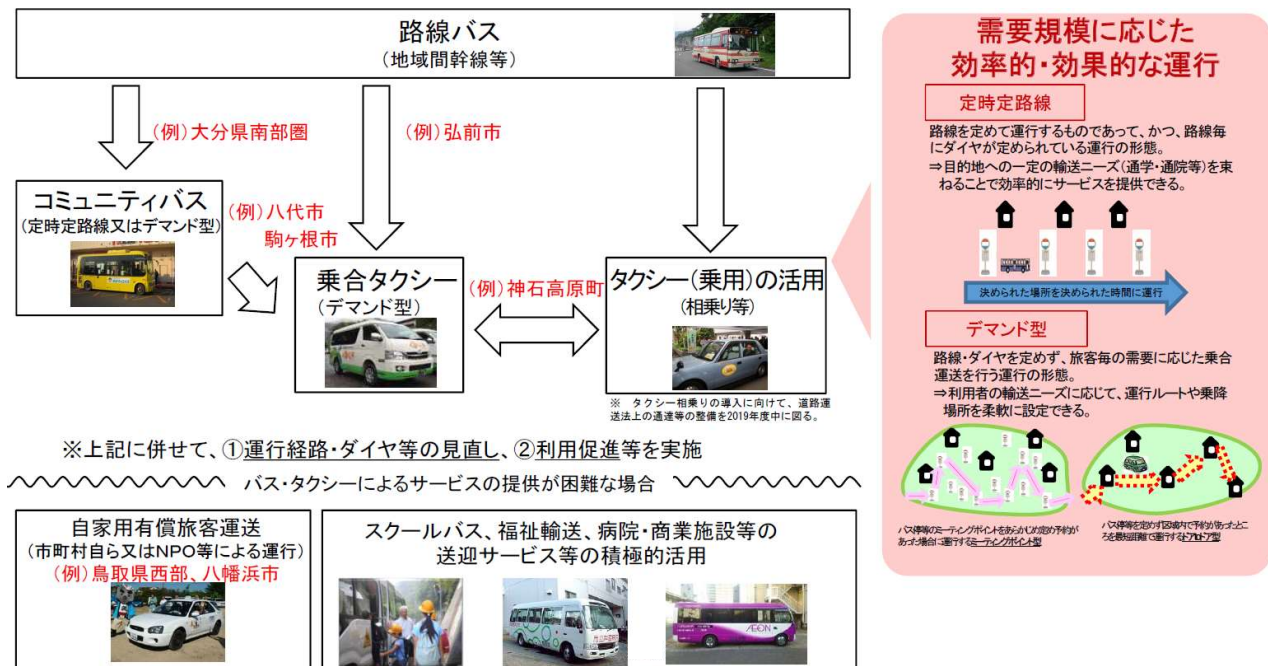 路線バス
(地域間幹線等)
(例)大分県南部圏
(例)弘前市
コミュニティバス
(定時定路線又はデマンド型)
(例)八代市
駒ヶ根市
乗合タクシー
(デマンド型)
(例)神石高原町
タクシー(乗用)の活用
(相乗り等)
※ タクシー相乗りの導入に向けて、道路運
送法上の通達等の整備を2019年度中に図る。
※上記に併せて、①運行経路・ダイヤ等の見直し、②利用促進等を実施
バス・タクシーによるサービスの提供が困難な場合
自家用有償旅客運送
(市町村自ら又はNPO等による運行)
(例)鳥取県西部、八幡浜市
スクールバス、福祉輸送、病院・商業施設等の
送迎サービス等の積極的活用
AEON
需要規模に応じた
効率的・効果的な運行
定時定路線
路線を定めて運行するものであって、かつ、路線毎
にダイヤが定められている運行の形態。
⇒目的地への一定の輸送ニーズ(通学・通院等)を束
ねることで効率的にサービスを提供できる。
決められた場所を決められた時間に運行
デマンド型
路線・ダイヤを定めず、旅客毎の需要に応じた乗合
運送を行う運行の形態。
⇒利用者の輸送ニーズに応じて、運行ルートや乗降
場所を柔軟に設定できる。
バス停等のミーティングポイントをあらかじめ定め予約が
あった場合に運行するミーティングポイント型
バス停等を定めず区域内で予約があったとこ
ろを最短距離で運行するドアtoドア型